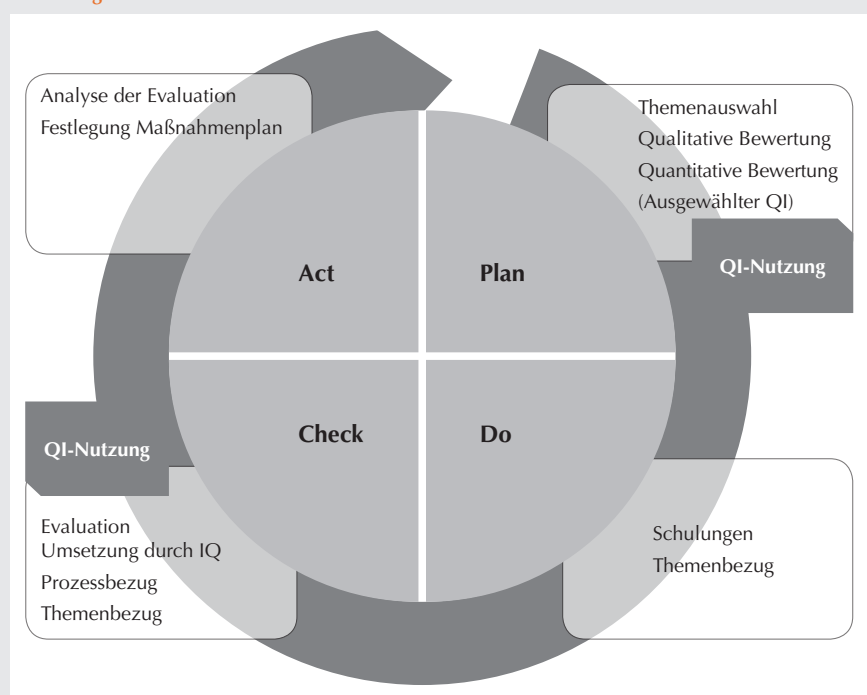 Analyse der Evaluation
Festlegung Maßnahmenplan
Themenauswahl
Qualitative Bewertung
Quantitative Bewertung
(Ausgewählter QI)
QI-Nutzung
Act
Plan
Check
Do
QI-Nutzung
Evaluation
Umsetzung durch IQ
Prozessbezug
Themenbezug
Schulungen
Themenbezug